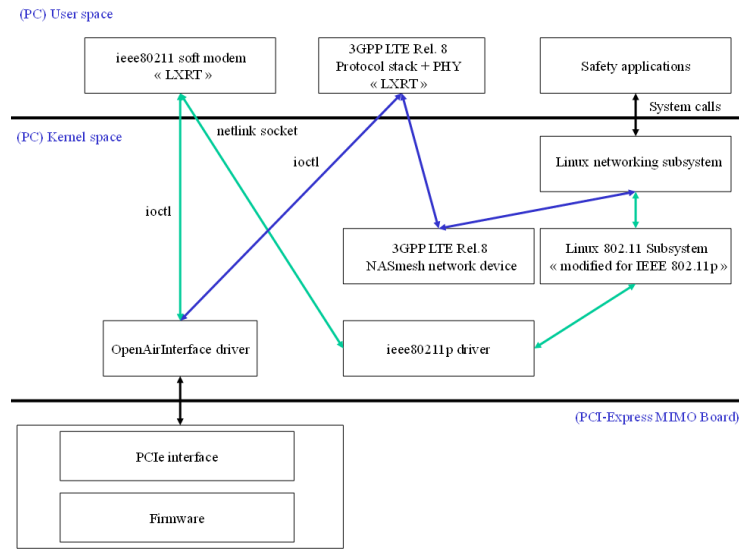 (PC) User space
ieee80211 soft modem
« LXRT »
3GPP LTE Rel. 8
Protocol stack + PHY
« LXRT »
Safety applications
System calls
(PC) Kernel space
netlink socket
ioctl
ioctl
Linux networking subsystem
3GPP LTE Rel.8
NASmesh network device
Linux 802.11 Subsystem
« modified for IEEE 802.11p »
OpenAirInterface driver
ieee80211p driver
(PCI-Express MIMO Board)
PCIe interface
Firmware